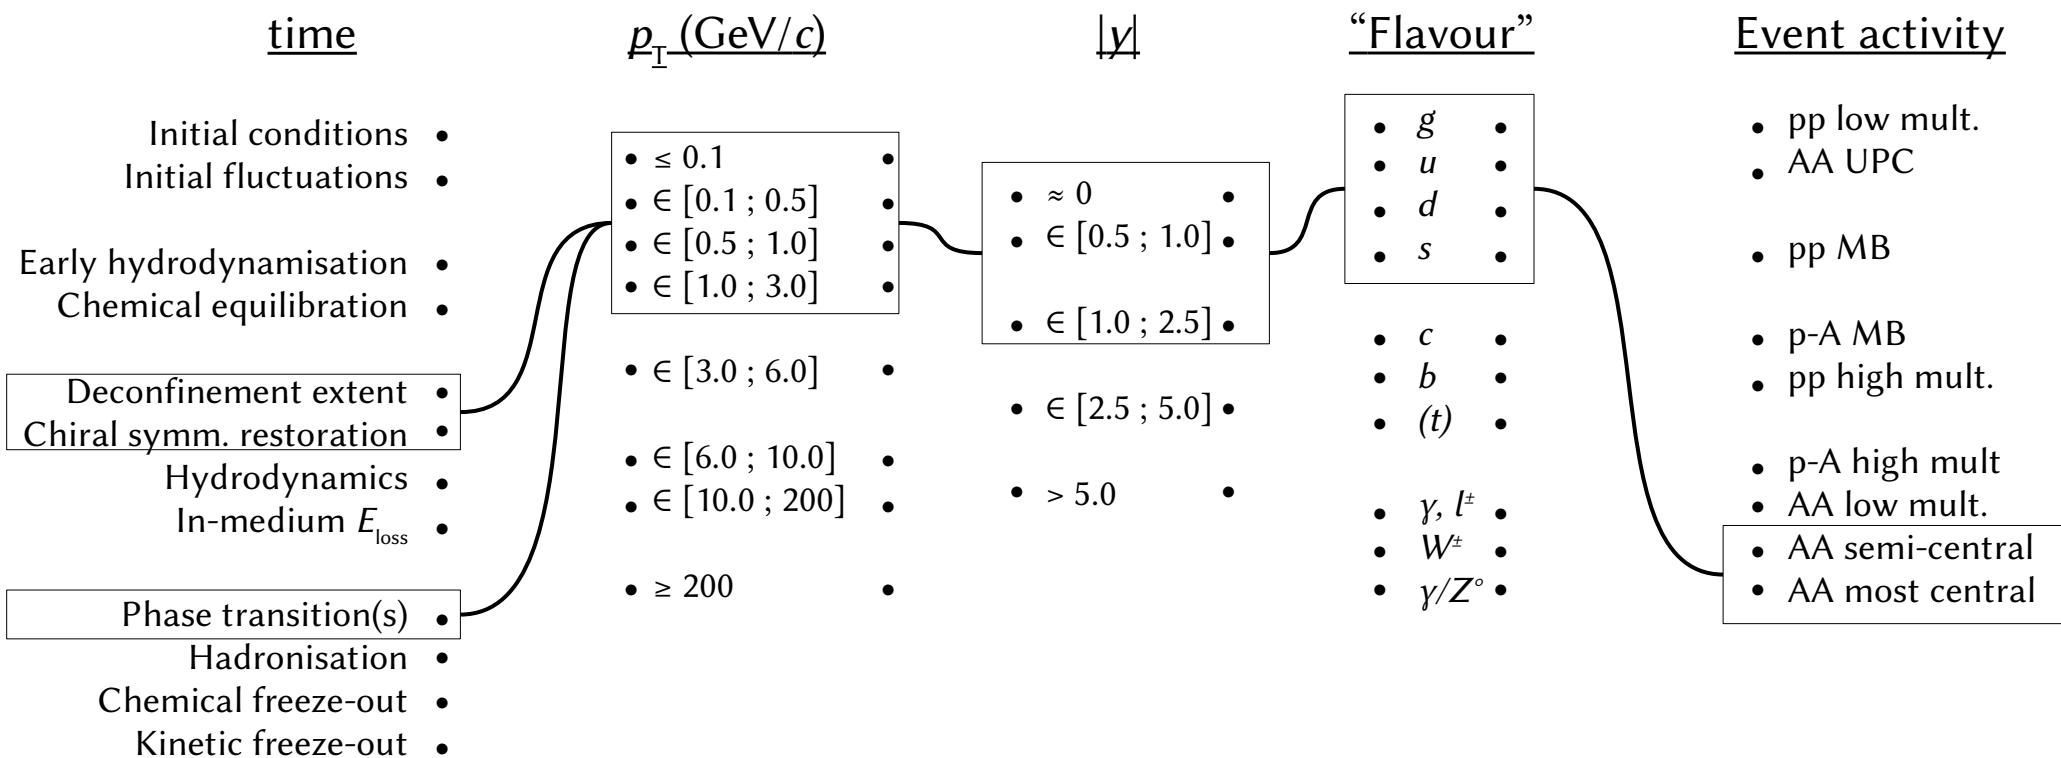 time
Initial conditions •
Initial fluctuations •
Early hydrodynamisation •
Chemical equilibration •
Deconfinement extent •
Chiral symm. restoration •
Hydrodynamics •
In-medium E_loss •
Phase transition(s) •
Hadronisation •
Chemical freeze-out •
Kinetic freeze-out •
p_T (GeV/c)
• ≤ 0.1 •
• ∈ [0.1 ; 0.5] •
• ∈ [0.5 ; 1.0] •
• ∈ [1.0 ; 3.0] •
• ∈ [3.0 ; 6.0] •
• ∈ [6.0 ; 10.0] •
• ∈ [10.0 ; 200] •
• ≥ 200 •
|y|
• ≈ 0 •
• ∈ [0.5 ; 1.0] •
• ∈ [1.0 ; 2.5] •
• ∈ [2.5 ; 5.0] •
• > 5.0 •
“Flavour”
• g •
• u •
• d •
• s •
• c •
• b •
• (t) •
• γ, l± •
• W± •
• γ/Z° •
Event activity
• pp low mult.
• AA UPC
• pp MB
• p-A MB
• pp high mult.
• p-A high mult
• AA low mult.
• AA semi-central
• AA most central